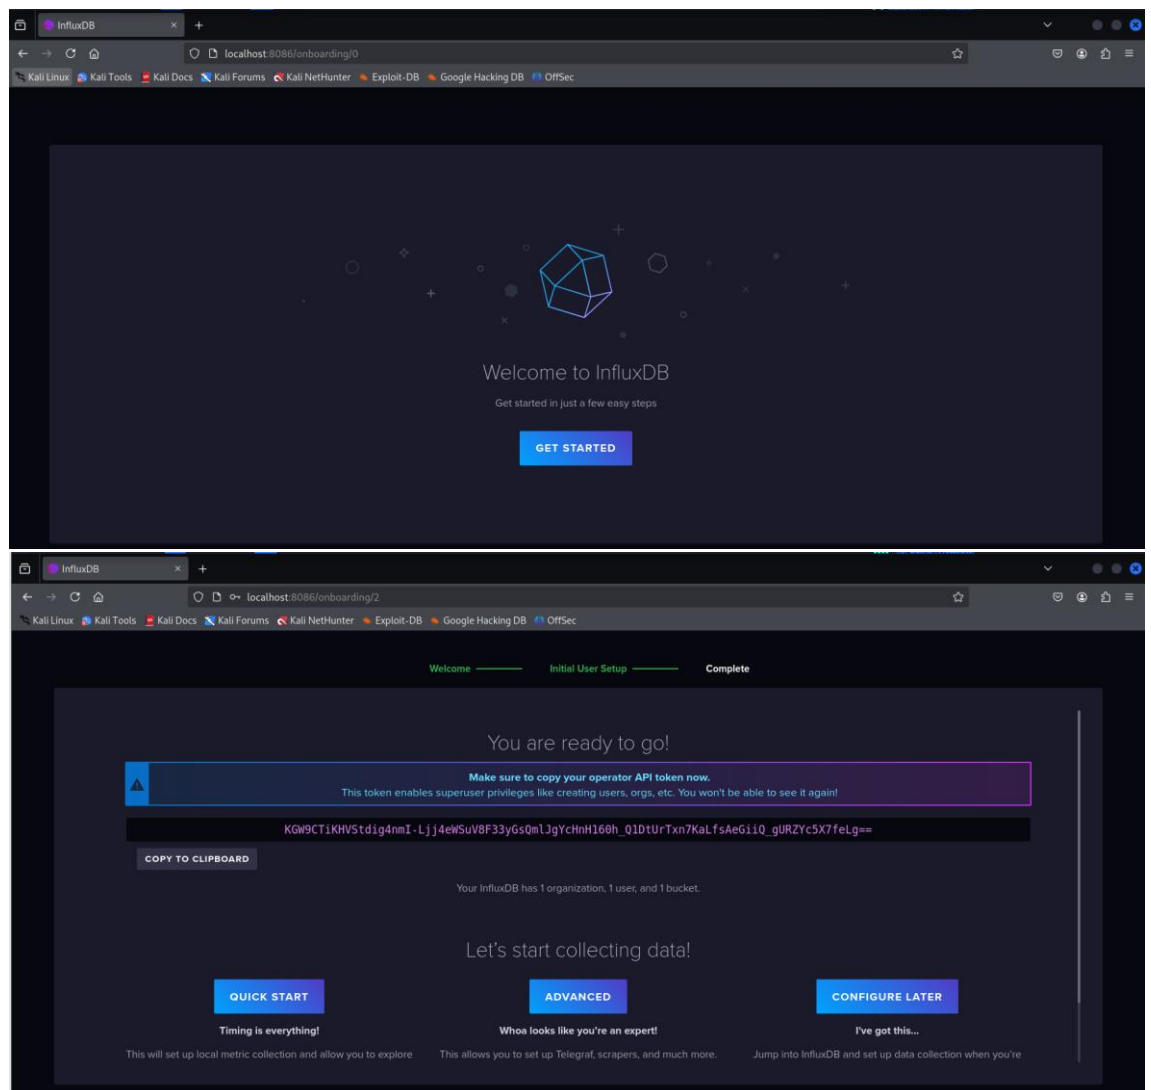 InfluxDB
localhost:8086/onboarding/0
Kali Linux Kali Tools Kali Docs Kali Forums Kali NetHunter Exploit-DB Google Hacking DB OffSec
Welcome to InfluxDB
Get started in just a few easy steps
GET STARTED
InfluxDB
localhost:8086/onboarding/2
Kali Linux Kali Tools Kali Docs Kali Forums Kali NetHunter Exploit-DB Google Hacking DB OffSec
Welcome Initial User Setup Complete
You are ready to go!
Make sure to copy your operator API token now.
This token enables superuser privileges like creating users, orgs, etc. You won't be able to see it again!
KGW9CTiKHVStdig4nmI-Ljj4eWSuV8F33yGsQmlJgYcHnH160h_Q1DtUrTxn7KaLfsAeGiiQ_gURZYc5X7feLg==
COPY TO CLIPBOARD
Your InfluxDB has 1 organization, 1 user, and 1 bucket.
Let's start collecting data!
QUICK START ADVANCED CONFIGURE LATER
Timing is everything! Whoa looks like you're an expert! I've got this...
This will set up local metric collection and allow you to explore This allows you to set up Telegraf, scrapers, and much more. Jump into InfluxDB and set up data collection when you're